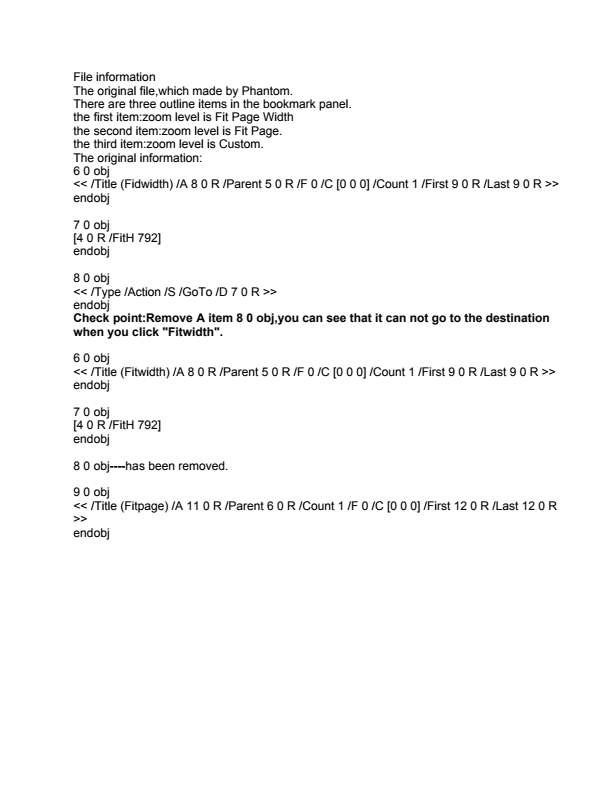 File information
The original file,which made by Phantom.
There are three outline items in the bookmark panel.
the first item:zoom level is Fit Page Width
the second item:zoom level is Fit Page.
the third item:zoom level is Custom.
The original information:
6 0 obj
<< /Title (Fidwidth) /A 8 0 R /Parent 5 0 R /F 0 /C [0 0 0] /Count 1 /First 9 0 R /Last 9 0 R >>
endobj
7 0 obj
[4 0 R /FitH 792]
endobj
8 0 obj
<< /Type /Action /S /GoTo /D 7 0 R >>
endobj
Check point:Remove A item 8 0 obj,you can see that it can not go to the destination
when you click "Fitwidth".
6 0 obj
<< /Title (Fitwidth) /A 8 0 R /Parent 5 0 R /F 0 /C [0 0 0] /Count 1 /First 9 0 R /Last 9 0 R >>
endobj
7 0 obj
[4 0 R /FitH 792]
endobj
8 0 obj----has been removed.
9 0 obj
<< /Title (Fitpage) /A 11 0 R /Parent 6 0 R /Count 1 /F 0 /C [0 0 0] /First 12 0 R /Last 12 0 R
>>
endobj